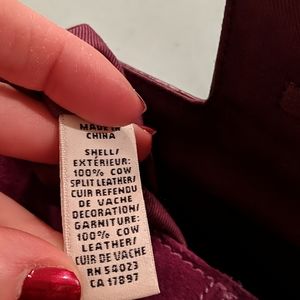 MADE IN
CHINA
SHELL/
EXTÉRIEUR:
100% COW
SPLIT LEATHER/
CUIR REFENDU
DE VACHE
DECORATION/
GARNITURE:
100% COW
LEATHER/
CUIR DE VACHE
RN 54023
CA 17897